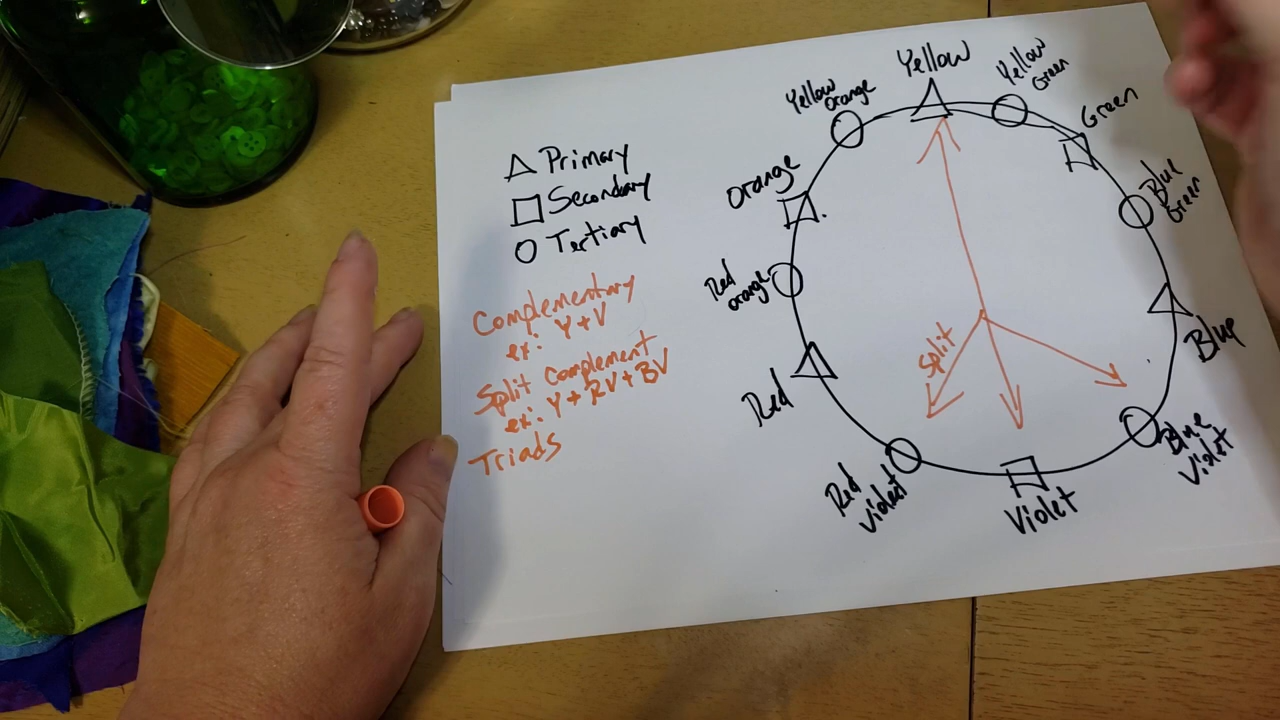 Primary
Secondary
Tertiary
Complementary
ex: Y + V
Split Complement
ex: Y + RV + BV
Triads
Yellow
Yellow
Green
Green
Blue
Green
Blue
Blue
Violet
Violet
Red
Violet
Red
Red
orange
Orange
Yellow
Orange
Split